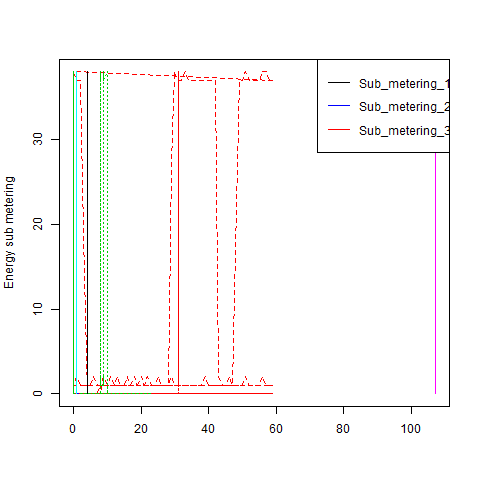 Sub_metering_1
Sub_metering_2
Sub_metering_3
Energy sub metering
30
20
10
0
0 20 40 60 80 100